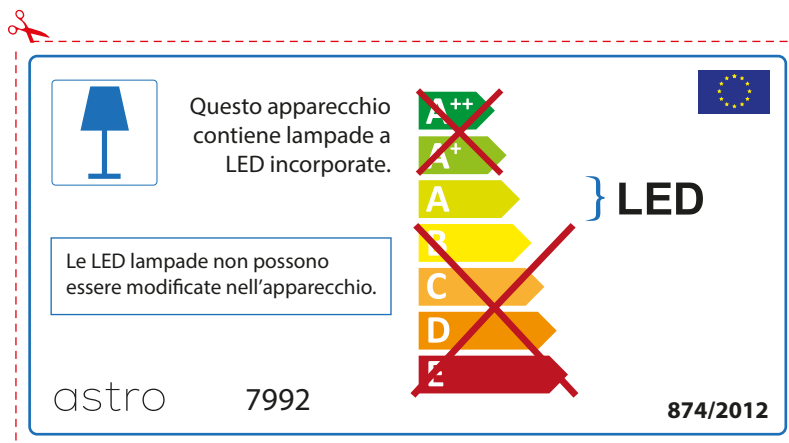 Questo apparecchio
contiene lampade a
LED incorporate.
A++
A+
A
B
C
D
E
LED
Le LED lampade non possono
essere modificate nell'apparecchio.
astro
7992
874/2012